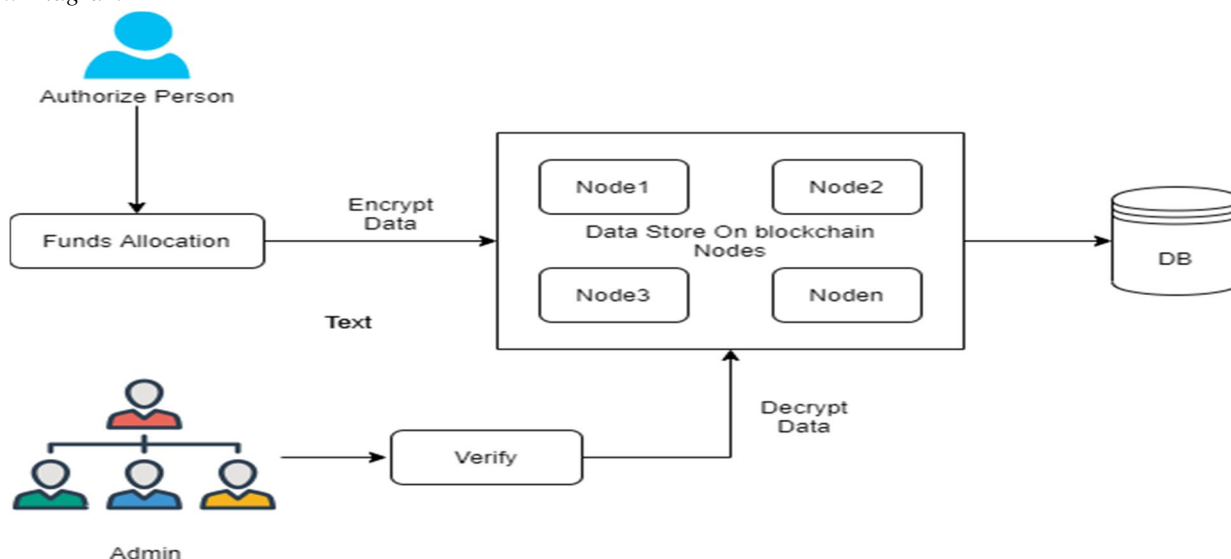 Authorize Person
Funds Allocation
Encrypt
Data
Node1
Node2
Data Store On blockchain
Nodes
Node3
Noden
DB
Text
Decrypt
Data
Verify
Admin